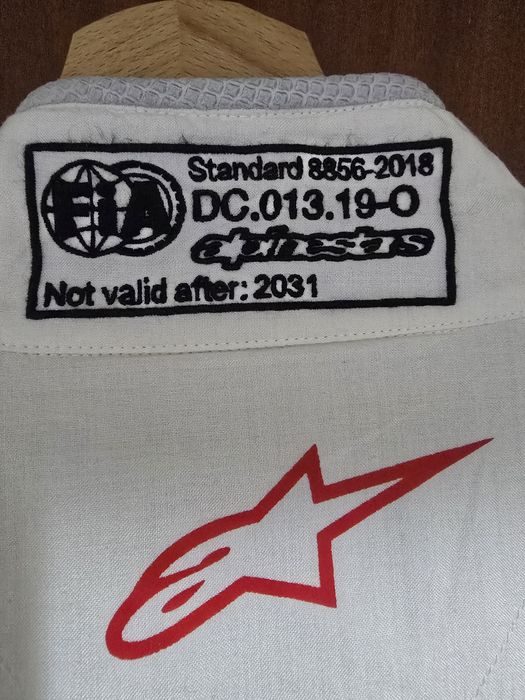 FiA
Standard 8856-2018
DC.013.19-O
alpinestars
Not valid after: 2031